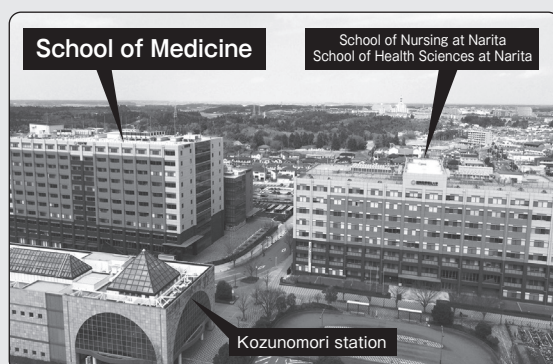 School of Medicine
School of Nursing at Narita
School of Health Sciences at Narita
Kozunomori station